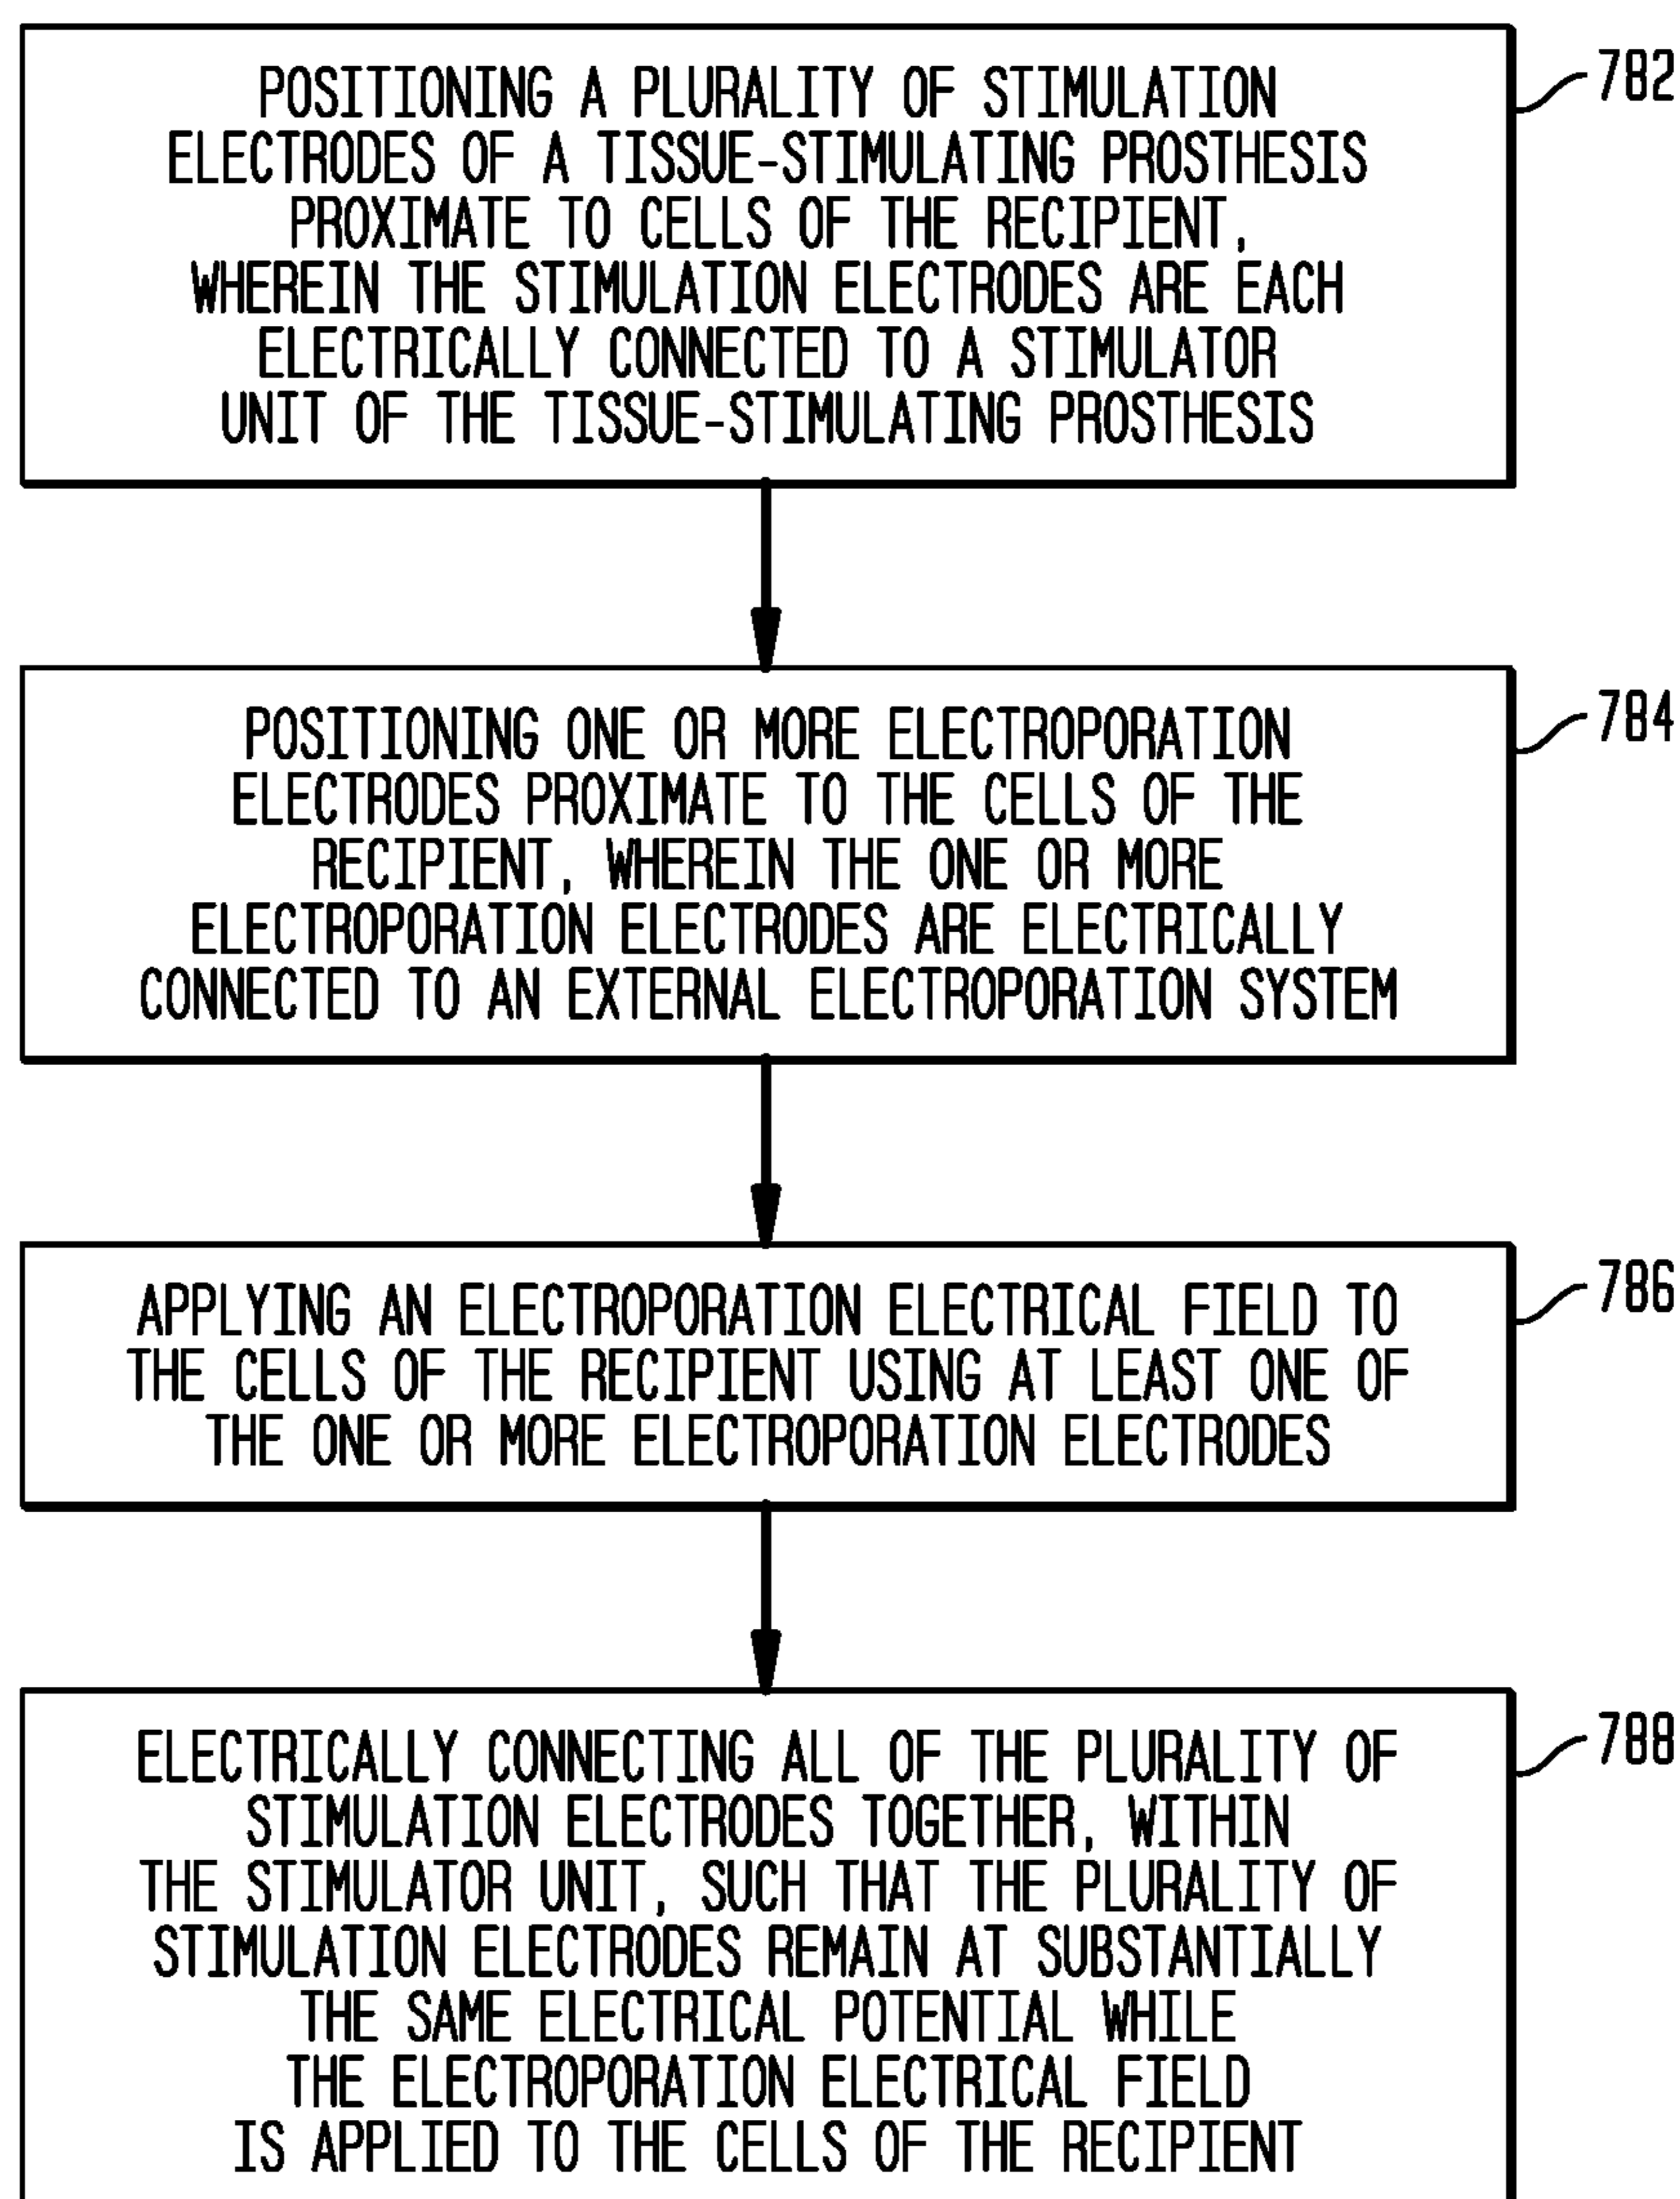 POSITIONING A PLURALITY OF STIMULATION
ELECTRODES OF A TISSUE-STIMULATING PROSTHESIS
PROXIMATE TO CELLS OF THE RECIPIENT,
WHEREIN THE STIMULATION ELECTRODES ARE EACH
ELECTRICALLY CONNECTED TO A STIMULATOR
UNIT OF THE TISSUE-STIMULATING PROSTHESIS
782
POSITIONING ONE OR MORE ELECTROPORATION
ELECTRODES PROXIMATE TO THE CELLS OF THE
RECIPIENT, WHEREIN THE ONE OR MORE
ELECTROPORATION ELECTRODES ARE ELECTRICALLY
CONNECTED TO AN EXTERNAL ELECTROPORATION SYSTEM
784
APPLYING AN ELECTROPORATION ELECTRICAL FIELD TO
THE CELLS OF THE RECIPIENT USING AT LEAST ONE OF
THE ONE OR MORE ELECTROPORATION ELECTRODES
786
ELECTRICALLY CONNECTING ALL OF THE PLURALITY OF
STIMULATION ELECTRODES TOGETHER, WITHIN
THE STIMULATOR UNIT, SUCH THAT THE PLURALITY OF
STIMULATION ELECTRODES REMAIN AT SUBSTANTIALLY
THE SAME ELECTRICAL POTENTIAL WHILE
THE ELECTROPORATION ELECTRICAL FIELD
IS APPLIED TO THE CELLS OF THE RECIPIENT
788